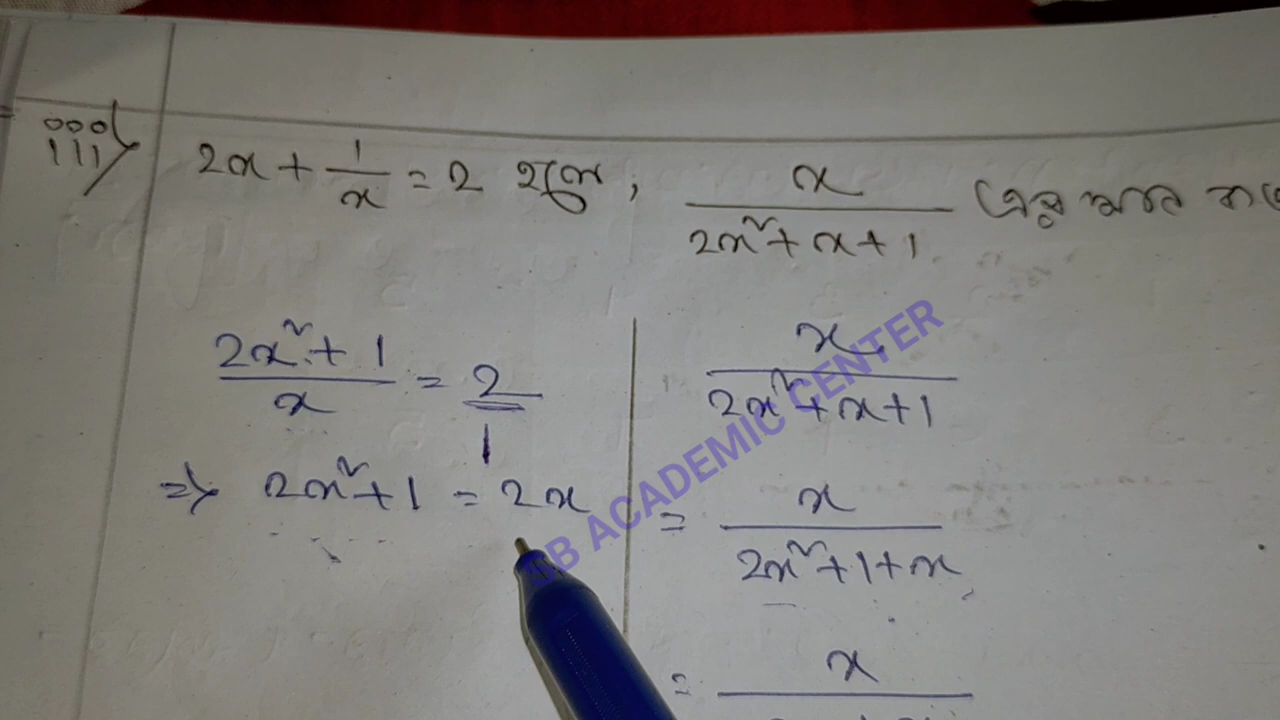 iii) 2x + 1/x = 2 হলে, x / (2x² + x + 1) এর মান
(2x² + 1) / x = 2 / 1
=> 2x² + 1 = 2x
x / (2x² + x + 1)
= x / (2x² + 1 + x)
= x
SB ACADEMIC CENTER